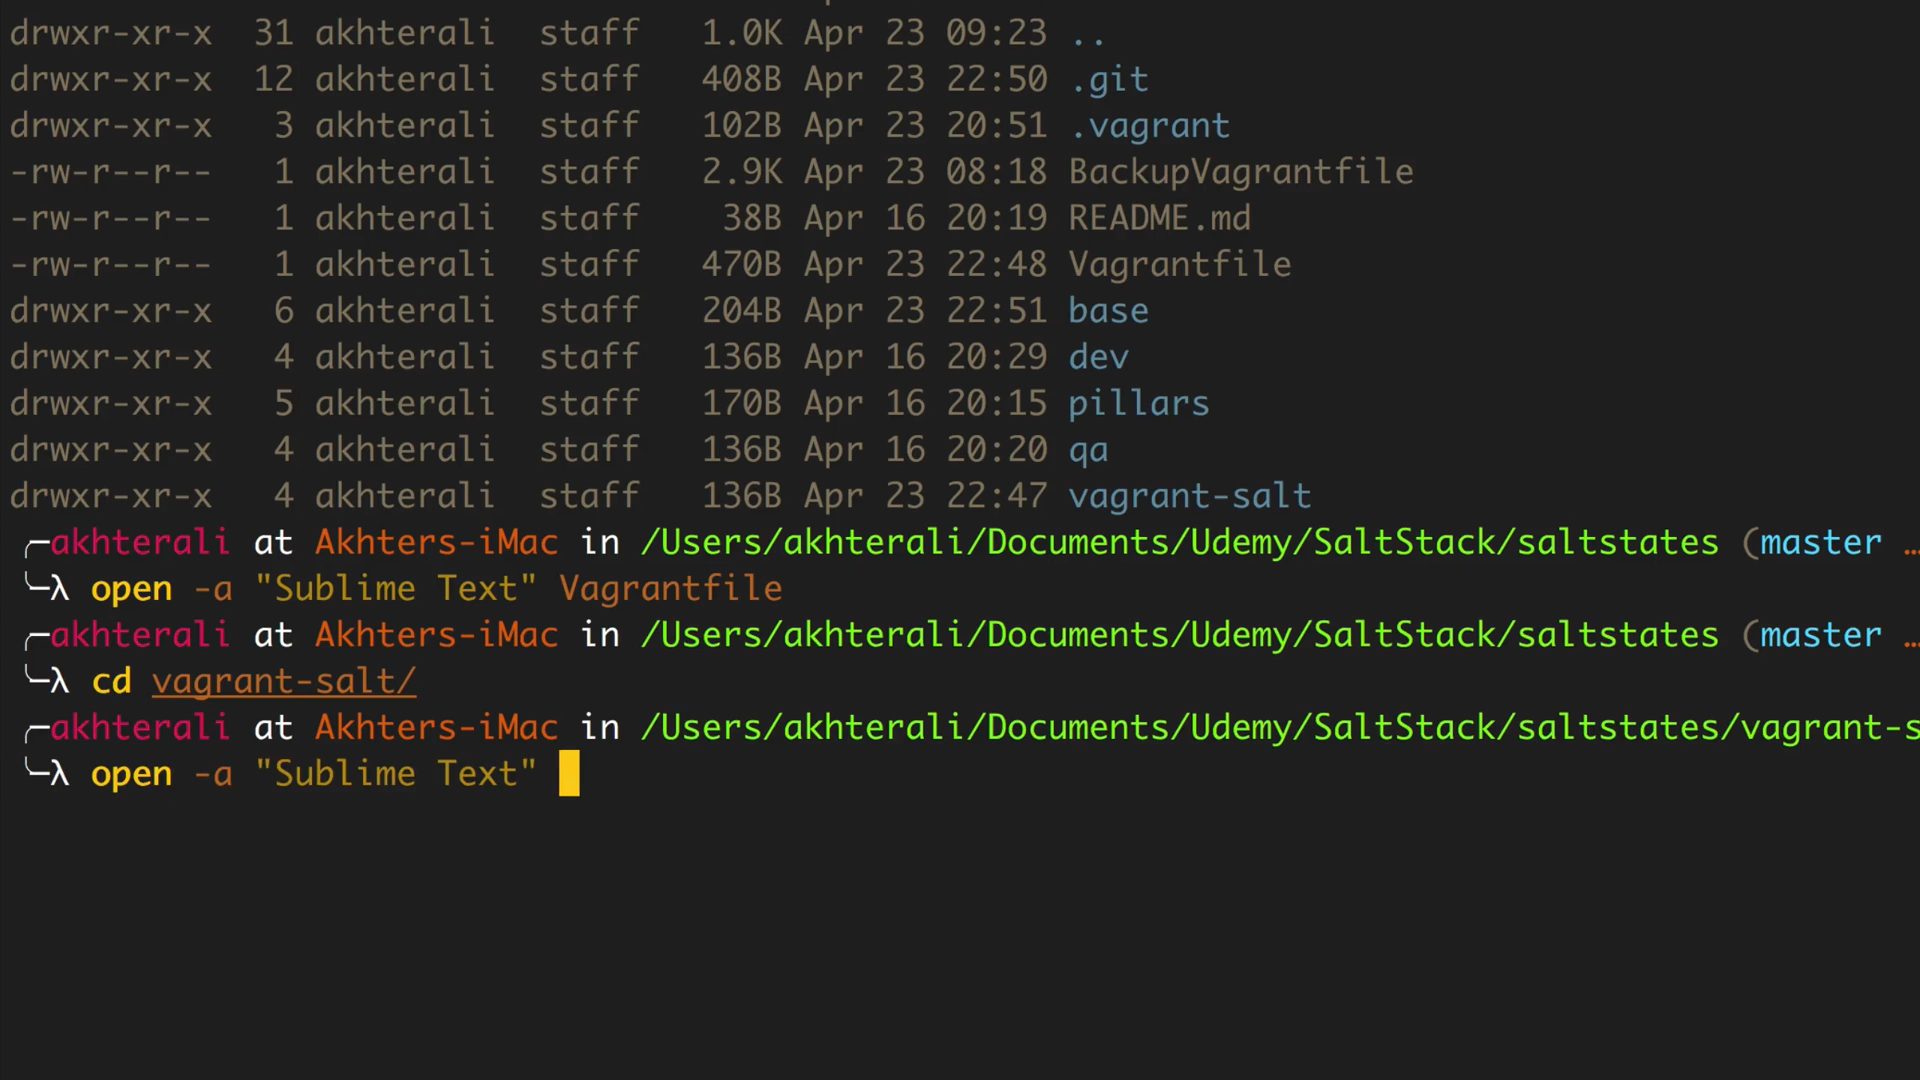 drwxr-xr-x  31 akhterali  staff   1.0K Apr 23 09:23 ..
drwxr-xr-x  12 akhterali  staff   408B Apr 23 22:50 .git
drwxr-xr-x   3 akhterali  staff   102B Apr 23 20:51 .vagrant
-rw-r--r--   1 akhterali  staff   2.9K Apr 23 08:18 BackupVagrantfile
-rw-r--r--   1 akhterali  staff    38B Apr 16 20:19 README.md
-rw-r--r--   1 akhterali  staff   470B Apr 23 22:48 Vagrantfile
drwxr-xr-x   6 akhterali  staff   204B Apr 23 22:51 base
drwxr-xr-x   4 akhterali  staff   136B Apr 16 20:29 dev
drwxr-xr-x   5 akhterali  staff   170B Apr 16 20:15 pillars
drwxr-xr-x   4 akhterali  staff   136B Apr 16 20:20 qa
drwxr-xr-x   4 akhterali  staff   136B Apr 23 22:47 vagrant-salt
╭─akhterali at Akhters-iMac in /Users/akhterali/Documents/Udemy/SaltStack/saltstates (master …
╰─λ open -a "Sublime Text" Vagrantfile
╭─akhterali at Akhters-iMac in /Users/akhterali/Documents/Udemy/SaltStack/saltstates (master …
╰─λ cd vagrant-salt/
╭─akhterali at Akhters-iMac in /Users/akhterali/Documents/Udemy/SaltStack/saltstates/vagrant-s
╰─λ open -a "Sublime Text"